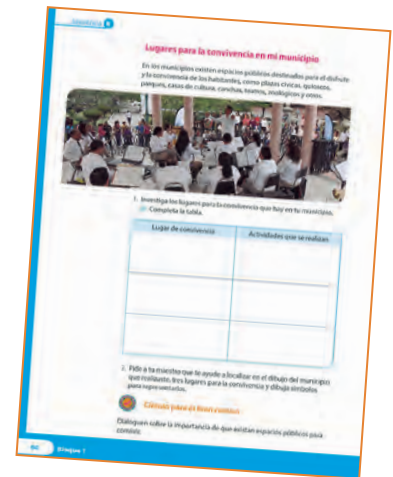 Lugares para la convivencia en mi municipio
En los municipios existen espacios públicos destinados para el disfrute
y la convivencia de los habitantes, como plazas cívicas, quioscos,
parques, casas de cultura, canchas, teatros, zoológicos y otros.
1. Investiga los lugares para la convivencia que hay en tu municipio.
Completa la tabla.
Lugar de convivencia
Actividades que se realizan
2. Pide a tu maestro que te ayude a localizar en el dibujo del municipio
que realizaste, tres lugares para la convivencia y dibuja símbolos
para representarlos.
para el bien común
Dialoguen sobre la importancia de que existan espacios públicos para
convivir.
Bloque 1